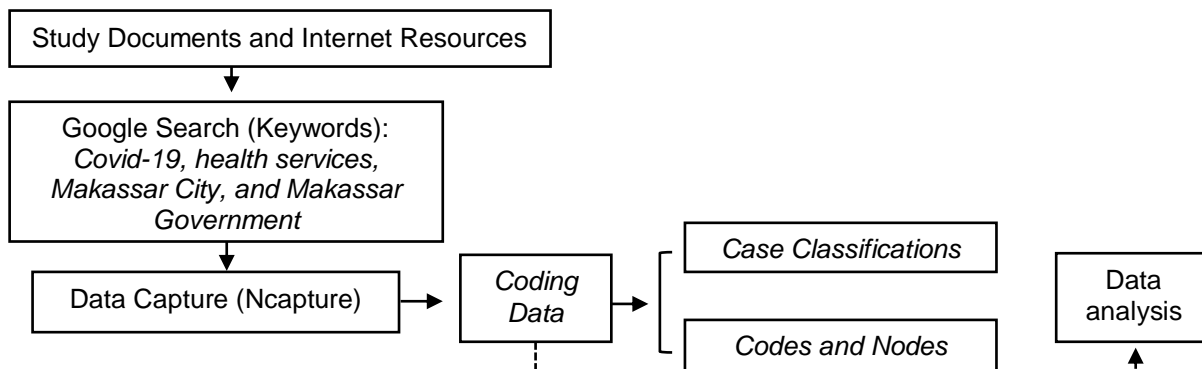 Study Documents and Internet Resources
Google Search (Keywords):
Covid-19, health services,
Makassar City, and Makassar
Government
Data Capture (Ncapture)
Coding
Data
Case Classifications
Codes and Nodes
Data
analysis